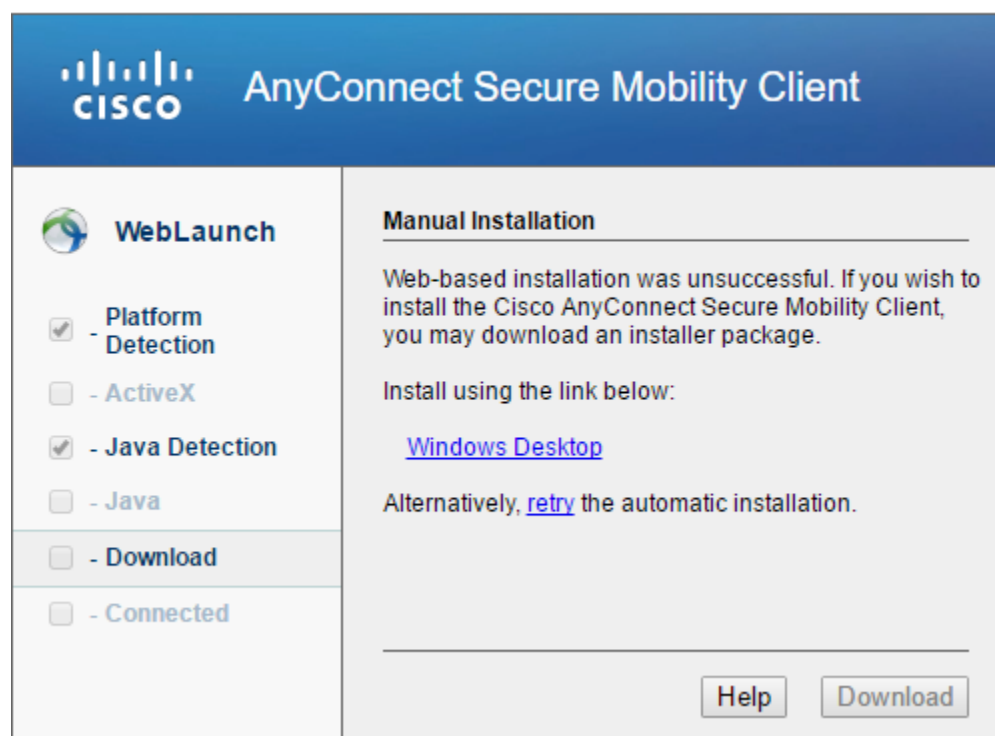 CISCO
AnyConnect Secure Mobility Client
WebLaunch
- Platform
Detection
- ActiveX
- Java Detection
- Java
- Download
- Connected
Manual Installation
Web-based installation was unsuccessful. If you wish to
install the Cisco AnyConnect Secure Mobility Client,
you may download an installer package.
Install using the link below:
Windows Desktop
Alternatively, retry the automatic installation.
Help
Download